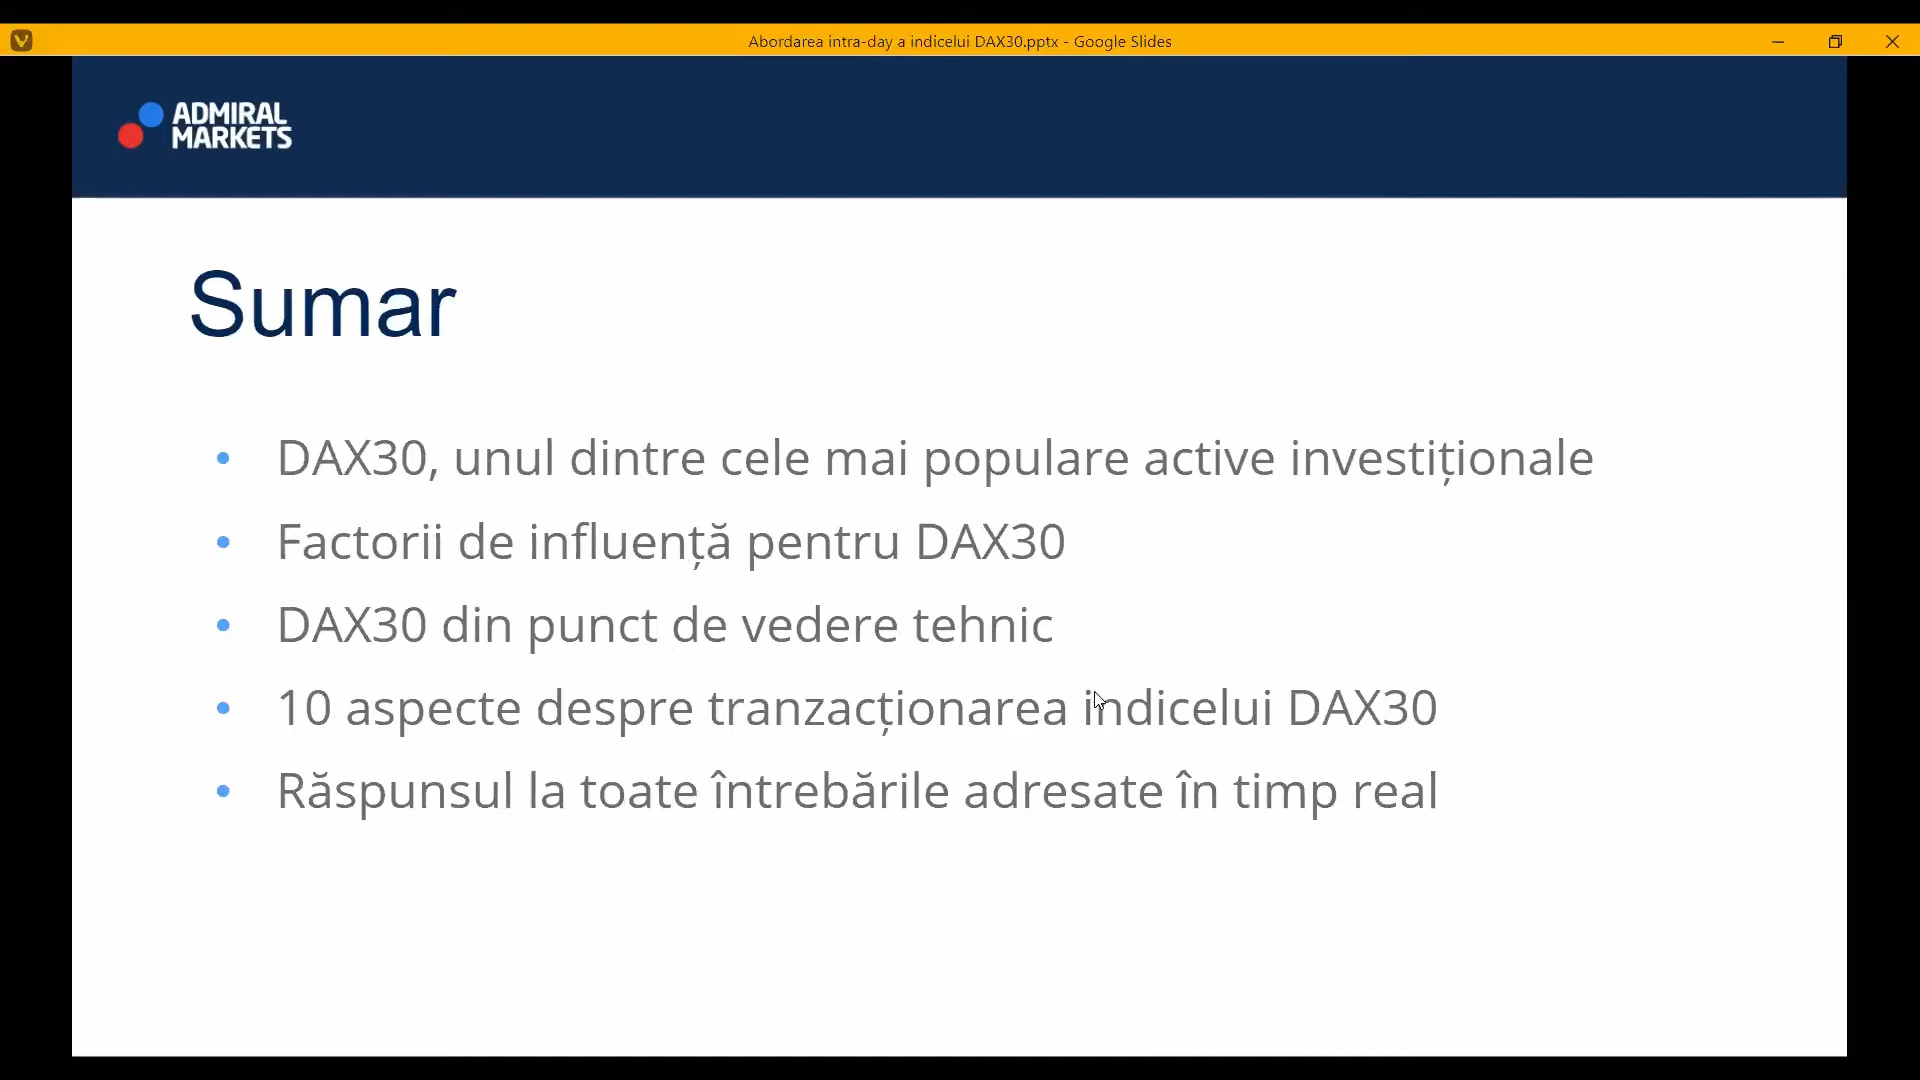 Abordarea intra-day a indicelui DAX30.pptx - Google Slides
ADMIRAL
MARKETS
Sumar
• DAX30, unul dintre cele mai populare active investiționale
• Factorii de influență pentru DAX30
• DAX30 din punct de vedere tehnic
• 10 aspecte despre tranzacționarea indicelui DAX30
• Răspunsul la toate întrebările adresate în timp real